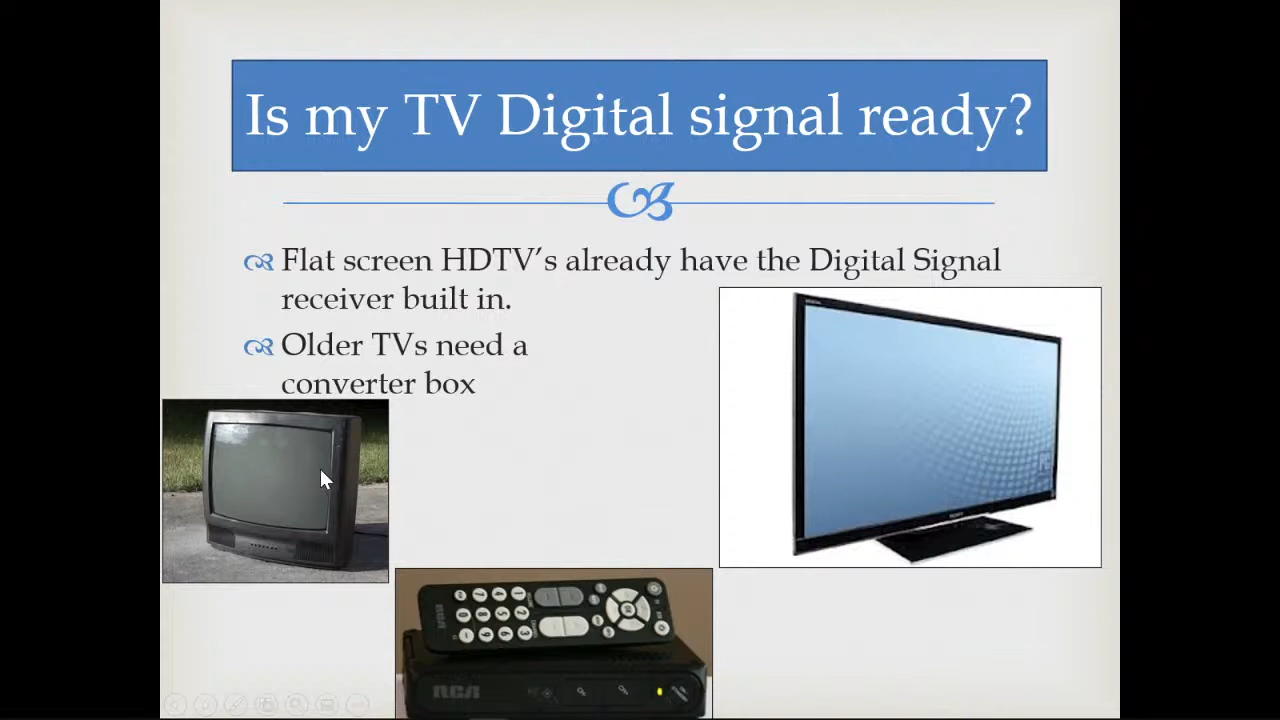 Is my TV Digital signal ready?
Flat screen HDTV's already have the Digital Signal
receiver built in.
Older TVs need a
converter box
RCA
RCA